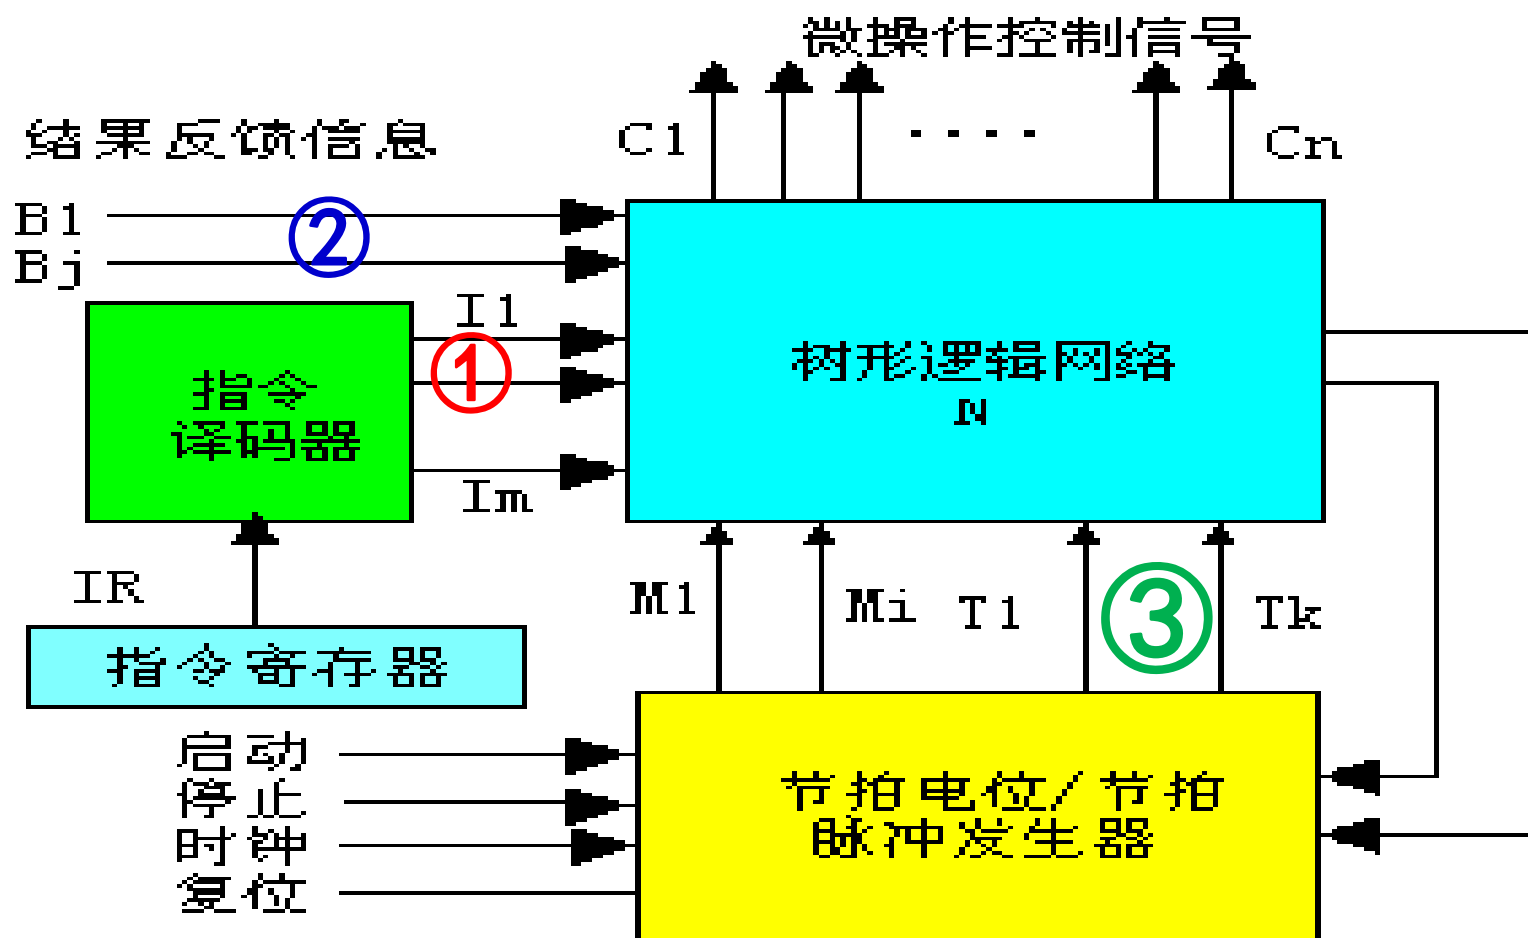 微操作控制信号
C1
Cn
结果反馈信息
B1
②
Bj
I1
①
指令
译码器
树形逻辑网络
N
Im
IR
M1
Mi
T1
③
Tk
指令寄存器
启动
停止
时钟
复位
节拍电位/节拍
脉冲发生器